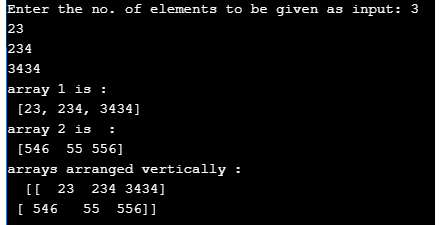 Enter the no. of elements to be given as input: 3
23
234
3434
array 1 is :
 [23, 234, 3434]
array 2 is  :
 [546  55 556]
arrays arranged vertically :
  [[  23  234 3434]
 [ 546   55  556]]